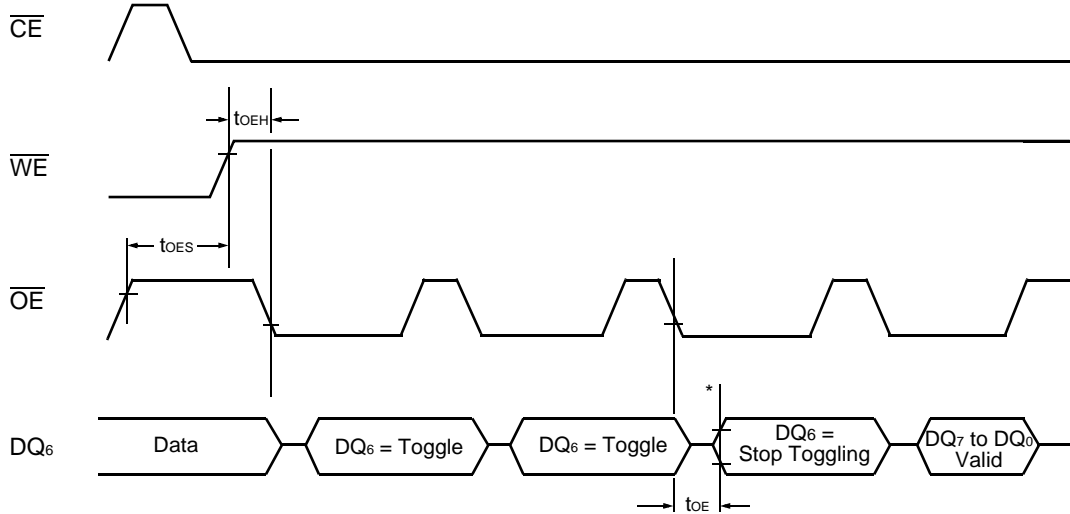 CE
tOEH
WE
tOES
OE
*
DQ6
Data
DQ6 = Toggle
DQ6 = Toggle
DQ6 =
Stop Toggling
DQ7 to DQ0
Valid
tOE